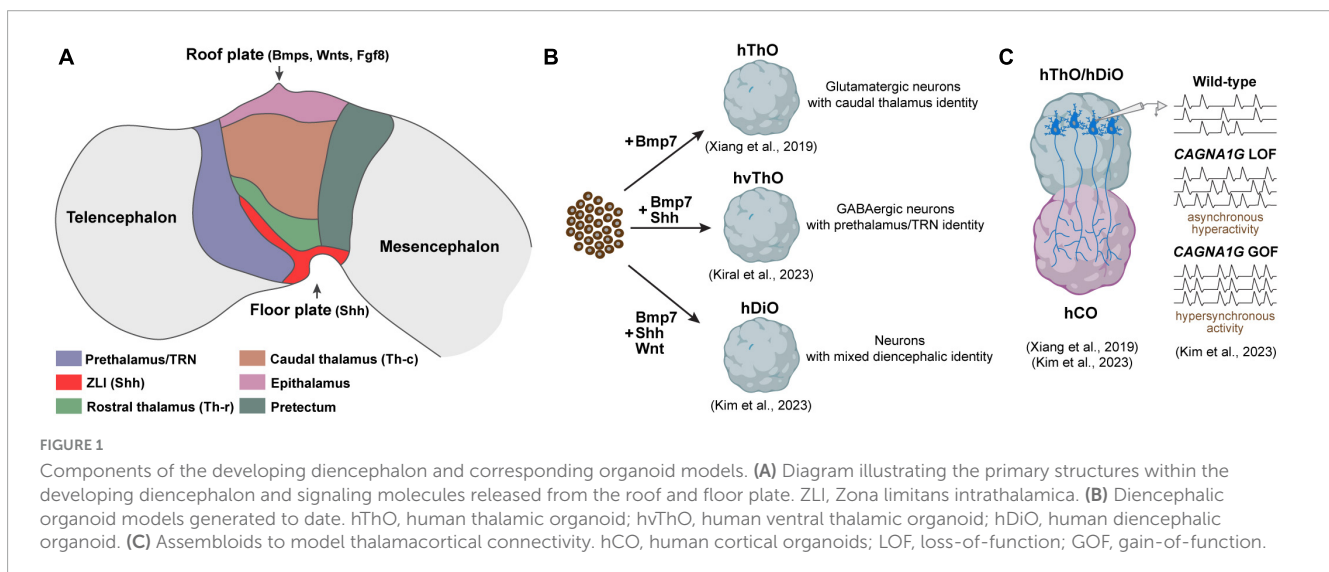 A
Roof plate (Bmps, Wnts, Fgf8)
Telencephalon
Mesencephalon
Floor plate (Shh)
Prethalamus/TRN
ZLI (Shh)
Rostral thalamus (Th-r)
Caudal thalamus (Th-c)
Epithalamus
Pretectum
B
+Bmp7
hThO
Glutamatergic neurons
with caudal thalamus identity
(Xiang et al., 2019)
+ Bmp7
Shh
hvThO
GABAergic neurons
with prethalamus/TRN identity
(Kiral et al., 2023)
Bmp7
+Shh
Wnt
hDiO
Neurons
with mixed diencephalic identity
(Kim et al., 2023)
C
hThO/hDiO
hCO
(Xiang et al., 2019)
(Kim et al., 2023)
Wild-type
CAGNA1G LOF
asynchronous
hyperactivity
CAGNA1G GOF
hypersynchronous
activity
(Kim et al., 2023)
FIGURE 1
Components of the developing diencephalon and corresponding organoid models. (A) Diagram illustrating the primary structures within the
developing diencephalon and signaling molecules released from the roof and floor plate. ZLI, Zona limitans intrathalamica. (B) Diencephalic
organoid models generated to date. hThO, human thalamic organoid; hvThO, human ventral thalamic organoid; hDiO, human diencephalic
organoid. (C) Assembloids to model thalamacortical connectivity. hCO, human cortical organoids; LOF, loss-of-function; GOF, gain-of-function.